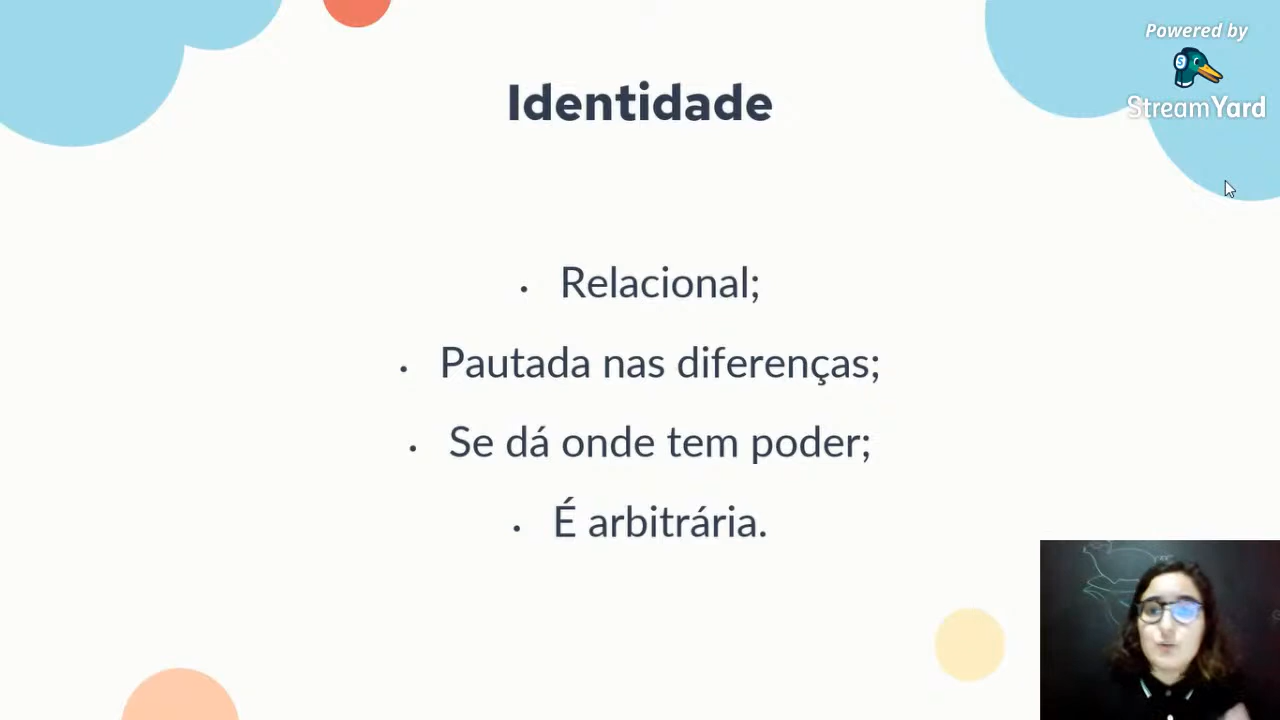 Powered by
StreamYard
Identidade
• Relacional;
• Pautada nas diferenças;
• Se dá onde tem poder;
• É arbitrária.